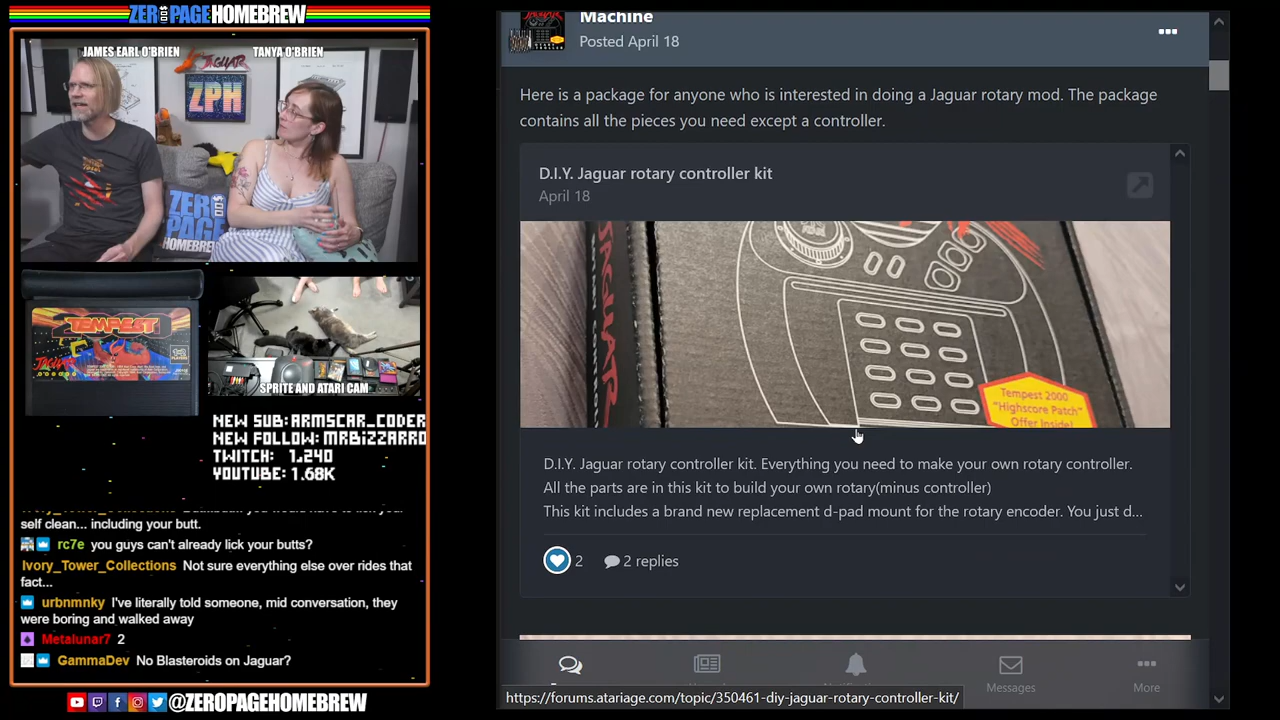 ZERO PAGE HOMEBREW
JAMES EARL O'BRIEN
TANYA O'BRIEN
JAGUAR
ZPH
ZERO
PAGE
HOMEBREW
TEMPEST
JAGUAR
SPRITE AND ATARI CAM
NEW SUB:ARMSCAR_CODER
NEW FOLLOW:MRBIZZARRO
TWITCH: 1,240
YOUTUBE: 1.68K
self clean... including your butt.
rc7e you guys can't already lick your butts?
Ivory_Tower_Collections Not sure everything else over rides that
fact...
urbnmnky I've literally told someone, mid conversation, they
were boring and walked away
Metalunar7 2
GammaDev No Blasteroids on Jaguar?
@ZEROPAGEHOMEBREW
Machine
Posted April 18
Here is a package for anyone who is interested in doing a Jaguar rotary mod. The package
contains all the pieces you need except a controller.
D.I.Y. Jaguar rotary controller kit
April 18
JAGUAR
Tempest 2000
"Highscore Patch"
Offer Inside!
D.I.Y. Jaguar rotary controller kit. Everything you need to make your own rotary controller.
All the parts are in this kit to build your own rotary(minus controller)
This kit includes a brand new replacement d-pad mount for the rotary encoder. You just d...
2
2 replies
Messages
More
https://forums.atariage.com/topic/350461-diy-jaguar-rotary-controller-kit/